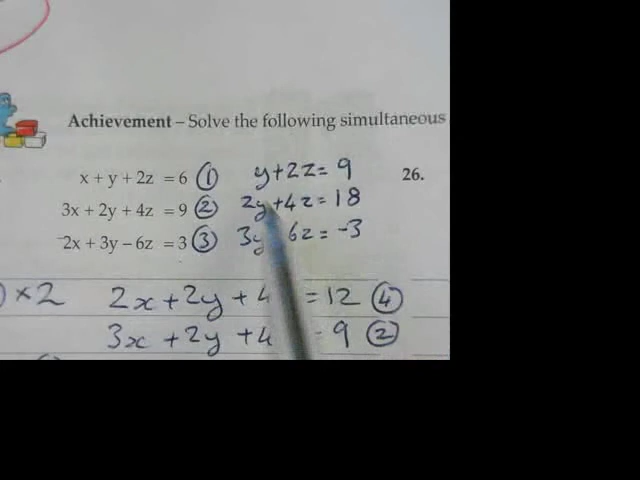 Achievement – Solve the following simultaneous
x + y + 2z = 6 ① y+2z=9 26.
3x + 2y + 4z = 9 ② 2y+4z=18
-2x + 3y – 6z = 3 ③ 3y 6z=-3
×2 2x+2y+4 =12 ④
3x+2y+4 9 ②